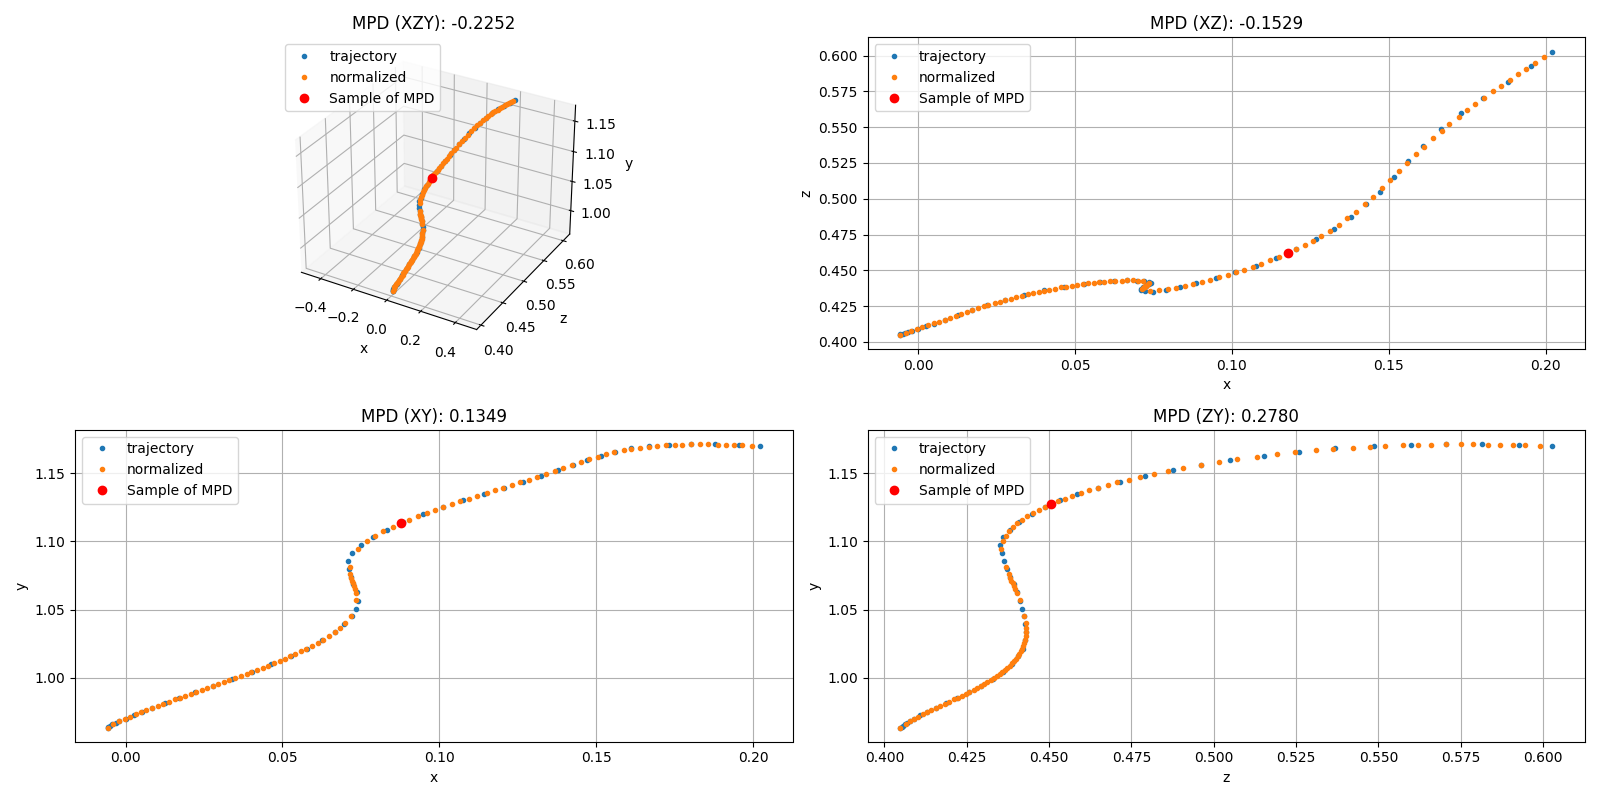 MPD (XZY): -0.2252
trajectory
normalized
Sample of MPD
1.15
1.10
1.05
1.00
y
−0.4
−0.2
0.0
0.2
0.4
x
0.40
0.45
0.50
0.55
0.60
z
MPD (XZ): -0.1529
trajectory
normalized
Sample of MPD
0.600
0.575
0.550
0.525
0.500
0.475
0.450
0.425
0.400
z
0.00 0.05 0.10 0.15 0.20
x
MPD (XY): 0.1349
trajectory
normalized
Sample of MPD
1.15
1.10
1.05
1.00
y
0.00 0.05 0.10 0.15 0.20
x
MPD (ZY): 0.2780
trajectory
normalized
Sample of MPD
1.15
1.10
1.05
1.00
y
0.400 0.425 0.450 0.475 0.500 0.525 0.550 0.575 0.600
z